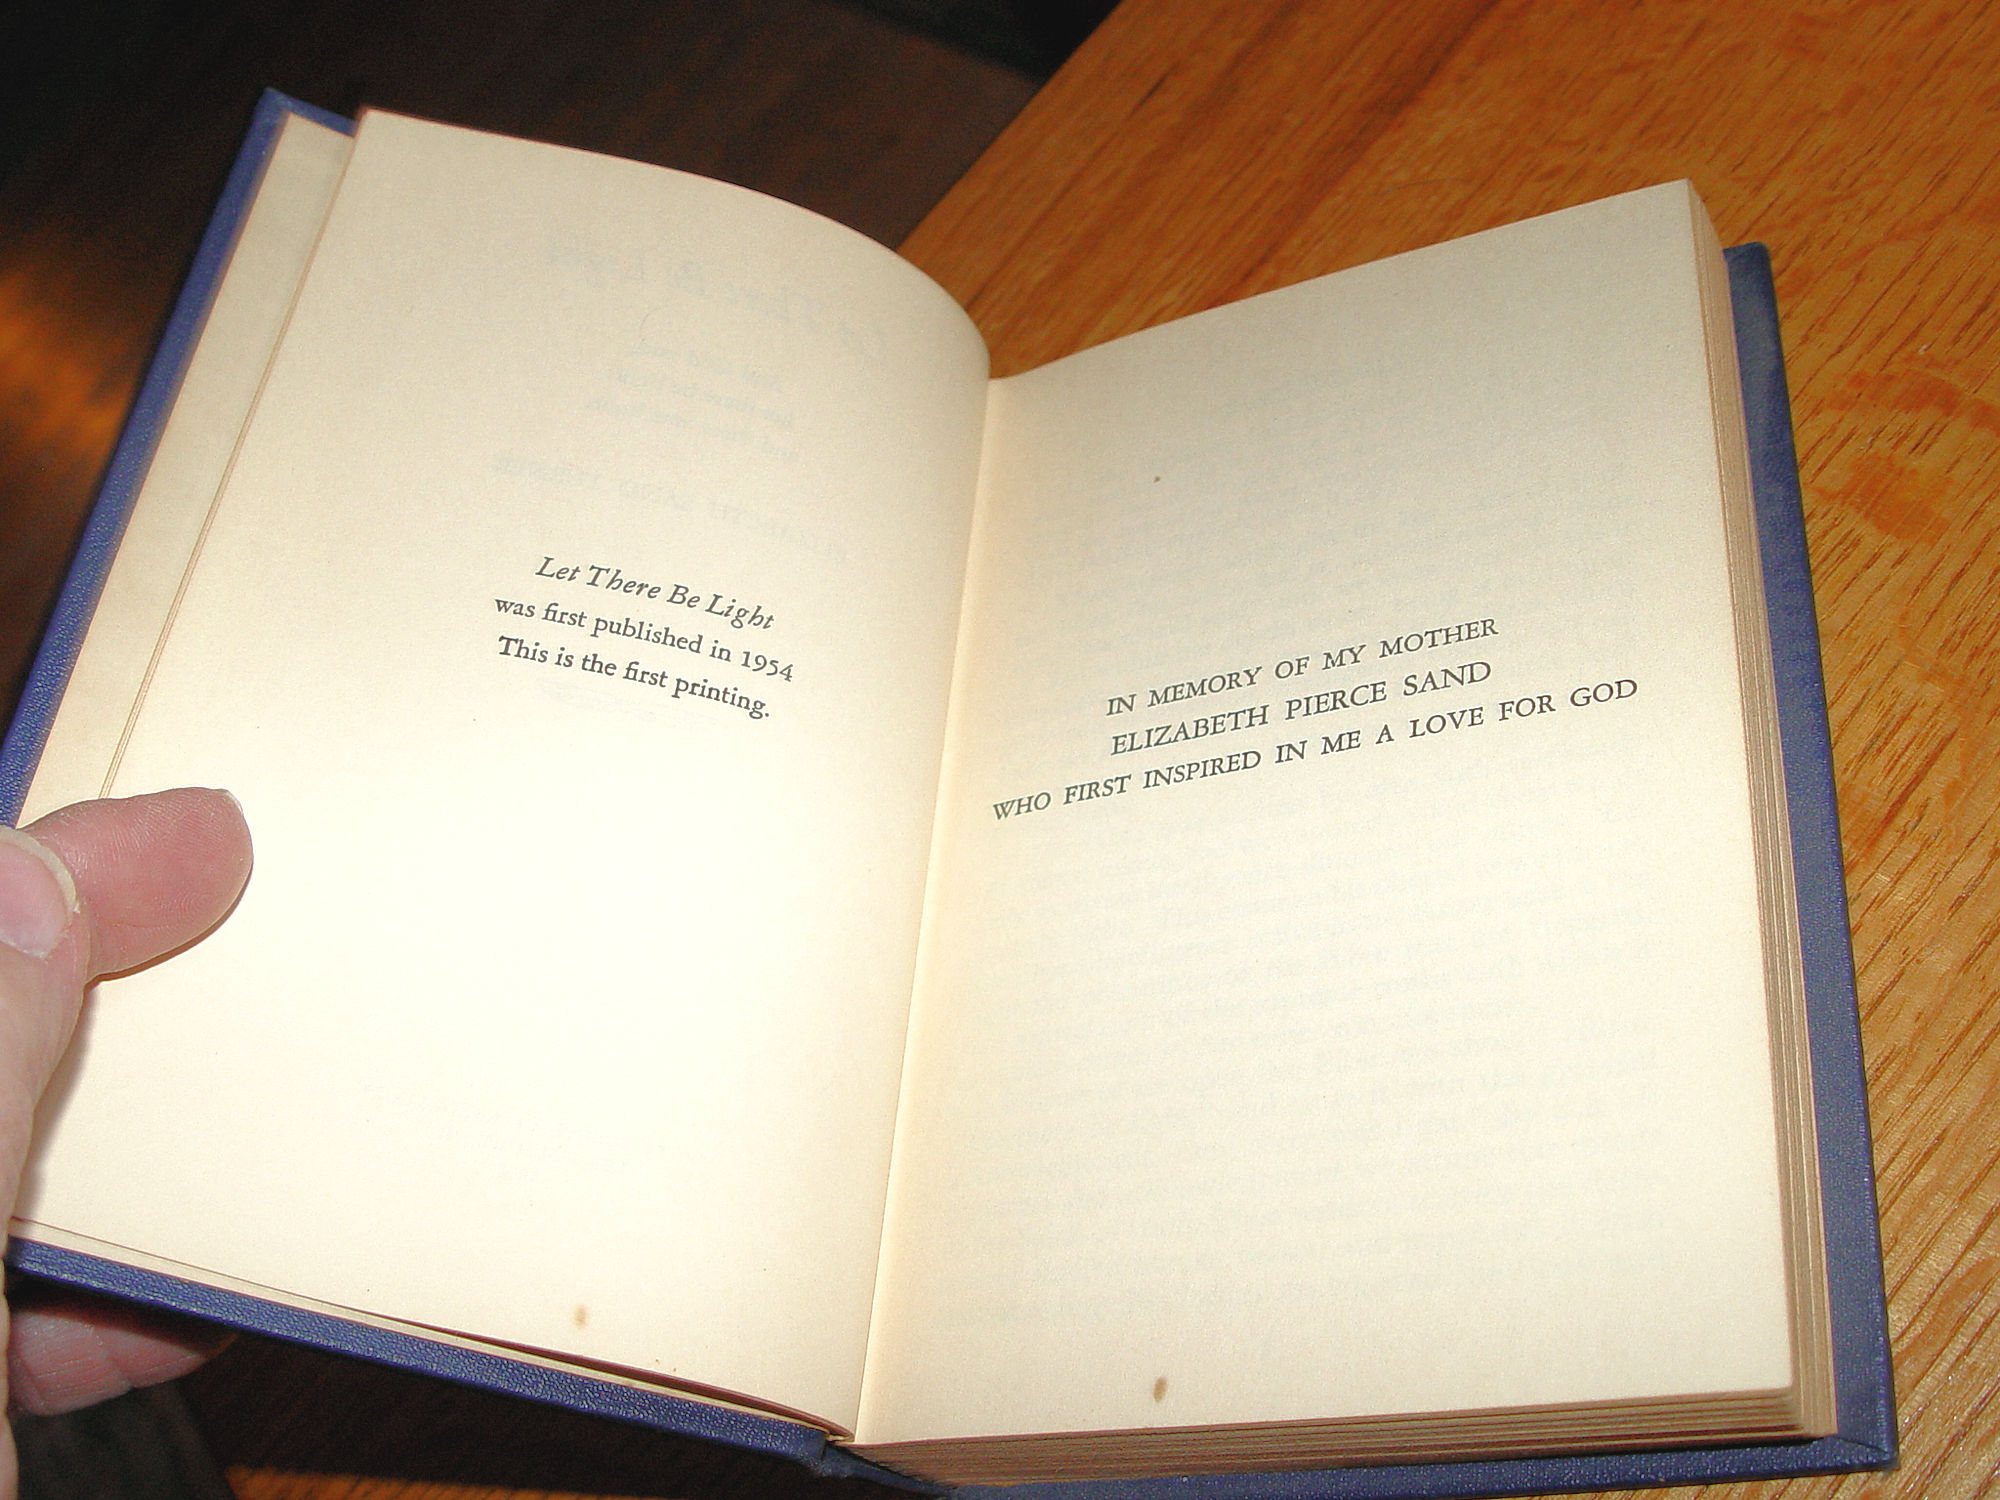 Let There Be Light
was first published in 1954
This is the first printing.
IN MEMORY OF MY MOTHER
ELIZABETH PIERCE SAND
WHO FIRST INSPIRED IN ME A LOVE FOR GOD